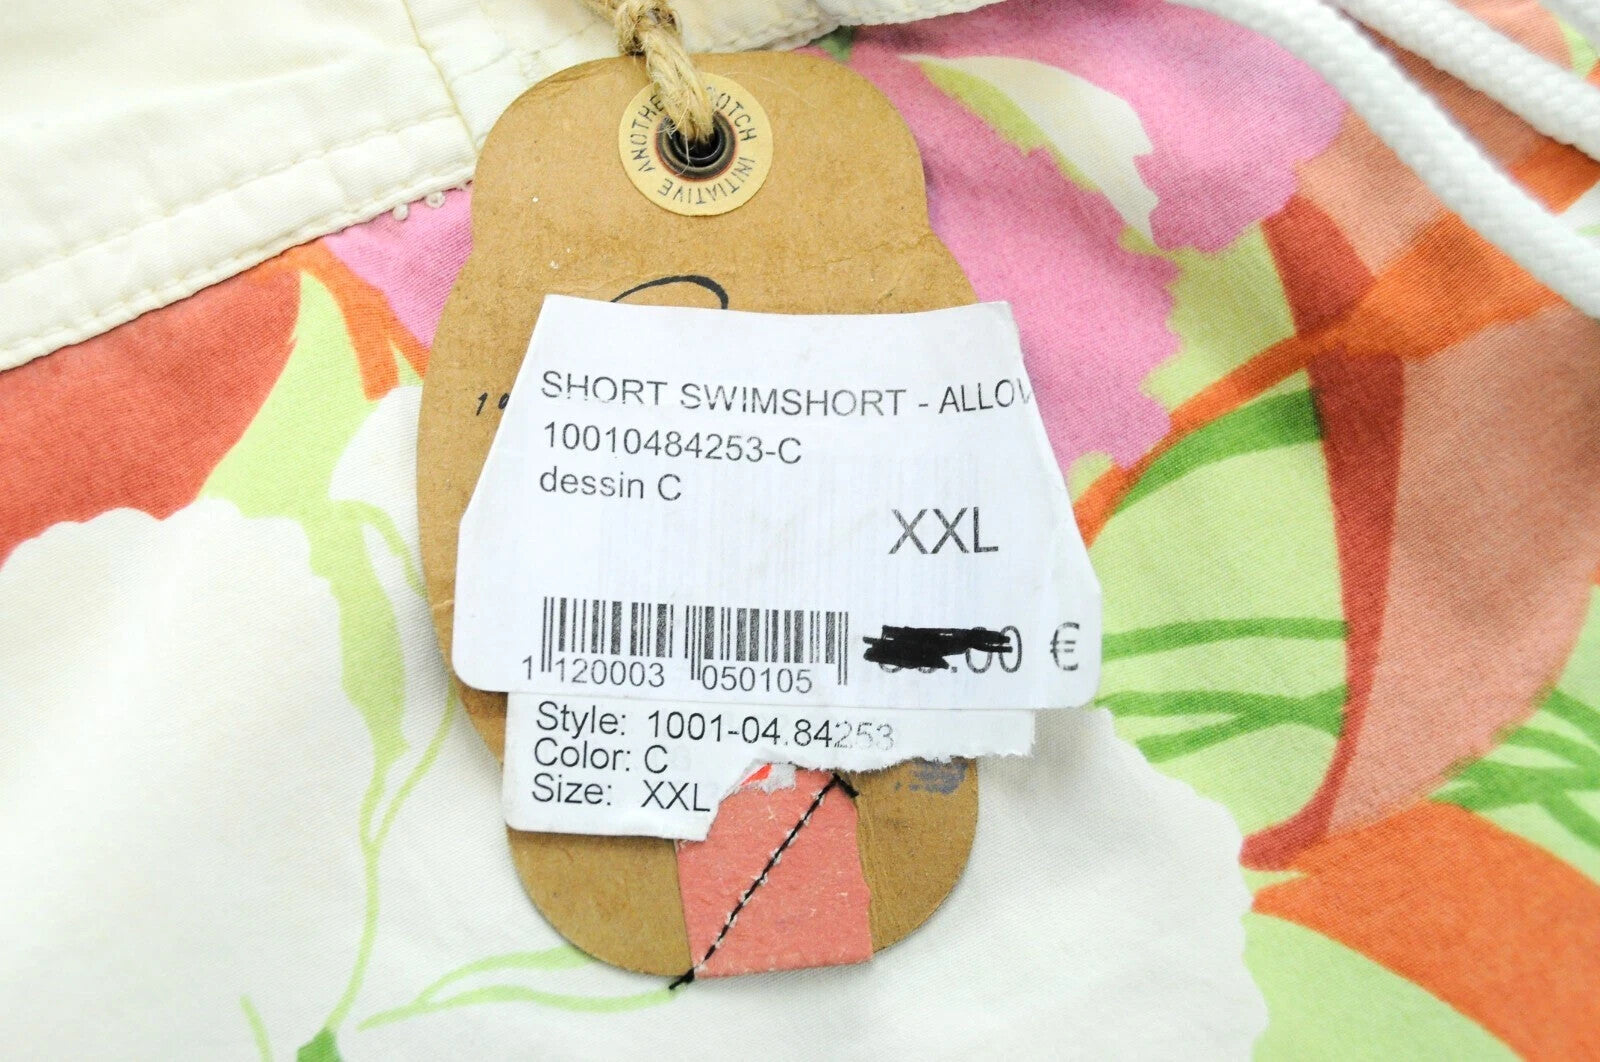 ANOTHER SCOTCH INITIATIVE
SHORT SWIMSHORT - ALLOV
10010484253-C
dessin C
XXL
.00 €
1 120003 050105
Style: 1001-04.84253
Color: C
Size: XXL